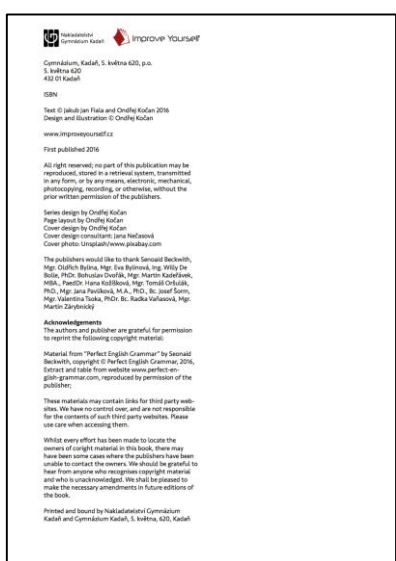 Nakladatelství
Gymnázium Kadaň
Improve Yourself
Gymnázium, Kadaň, 5. května 620, p.o.
5. května 620
432 01 Kadaň
ISBN
Text © Jakub Jan Fiala and Ondřej Kočan 2016
Design and illustration © Ondřej Kočan
www.improveyourself.cz
First published 2016
All right reserved; no part of this publication may be
reproduced, stored in a retrieval system, transmitted
in any form, or by any means, electronic, mechanical,
photocopying, recording, or otherwise, without the
prior written permission of the publishers.
Series design by Ondřej Kočan
Page layout by Ondřej Kočan
Cover design by Ondřej Kočan
Cover design consultant: Jana Nečasová
Cover photo: Unsplash/www.pixabay.com
The publishers would like to thank Seonaid Beckwith,
Mgr. Oldřich Bylina, Mgr. Eva Bylinová, Ing. Willy De
Bolle, PhDr. Bohuslav Dvořák, Mgr. Martin Kadeřávek,
MBA., PaedDr. Hana Kožíšková, Mgr. Tomáš Oršulák,
PhD., Mgr. Jana Pavlíková, M.A., PhD., Bc. Josef Šorm,
Mgr. Valentina Tsoka, PhDr. Bc. Radka Vaňasová, Mgr.
Martin Zárybnický
Acknowledgements
The authors and publisher are grateful for permission
to reprint the following copyright material:
Material from "Perfect English Grammar" by Seonaid
Beckwith, copyright © Perfect English Grammar, 2016,
Extract and table from website www.perfect-en-
glish-grammar.com, reproduced by permission of the
publisher;
These materials may contain links for third party web-
sites. We have no control over, and are not responsible
for the contents of such third party websites. Please
use care when accessing them.
Whilst every effort has been made to locate the
owners of coright material in this book, there may
have been some cases where the publishers have been
unable to contact the owners. We should be grateful to
hear from anyone who recognises copyright material
and who is unacknowledged. We shall be pleased to
make the necessary amendments in future editions of
the book.
Printed and bound by Nakladatelství Gymnázium
Kadaň and Gymnázium Kadaň, 5. května, 620, Kadaň